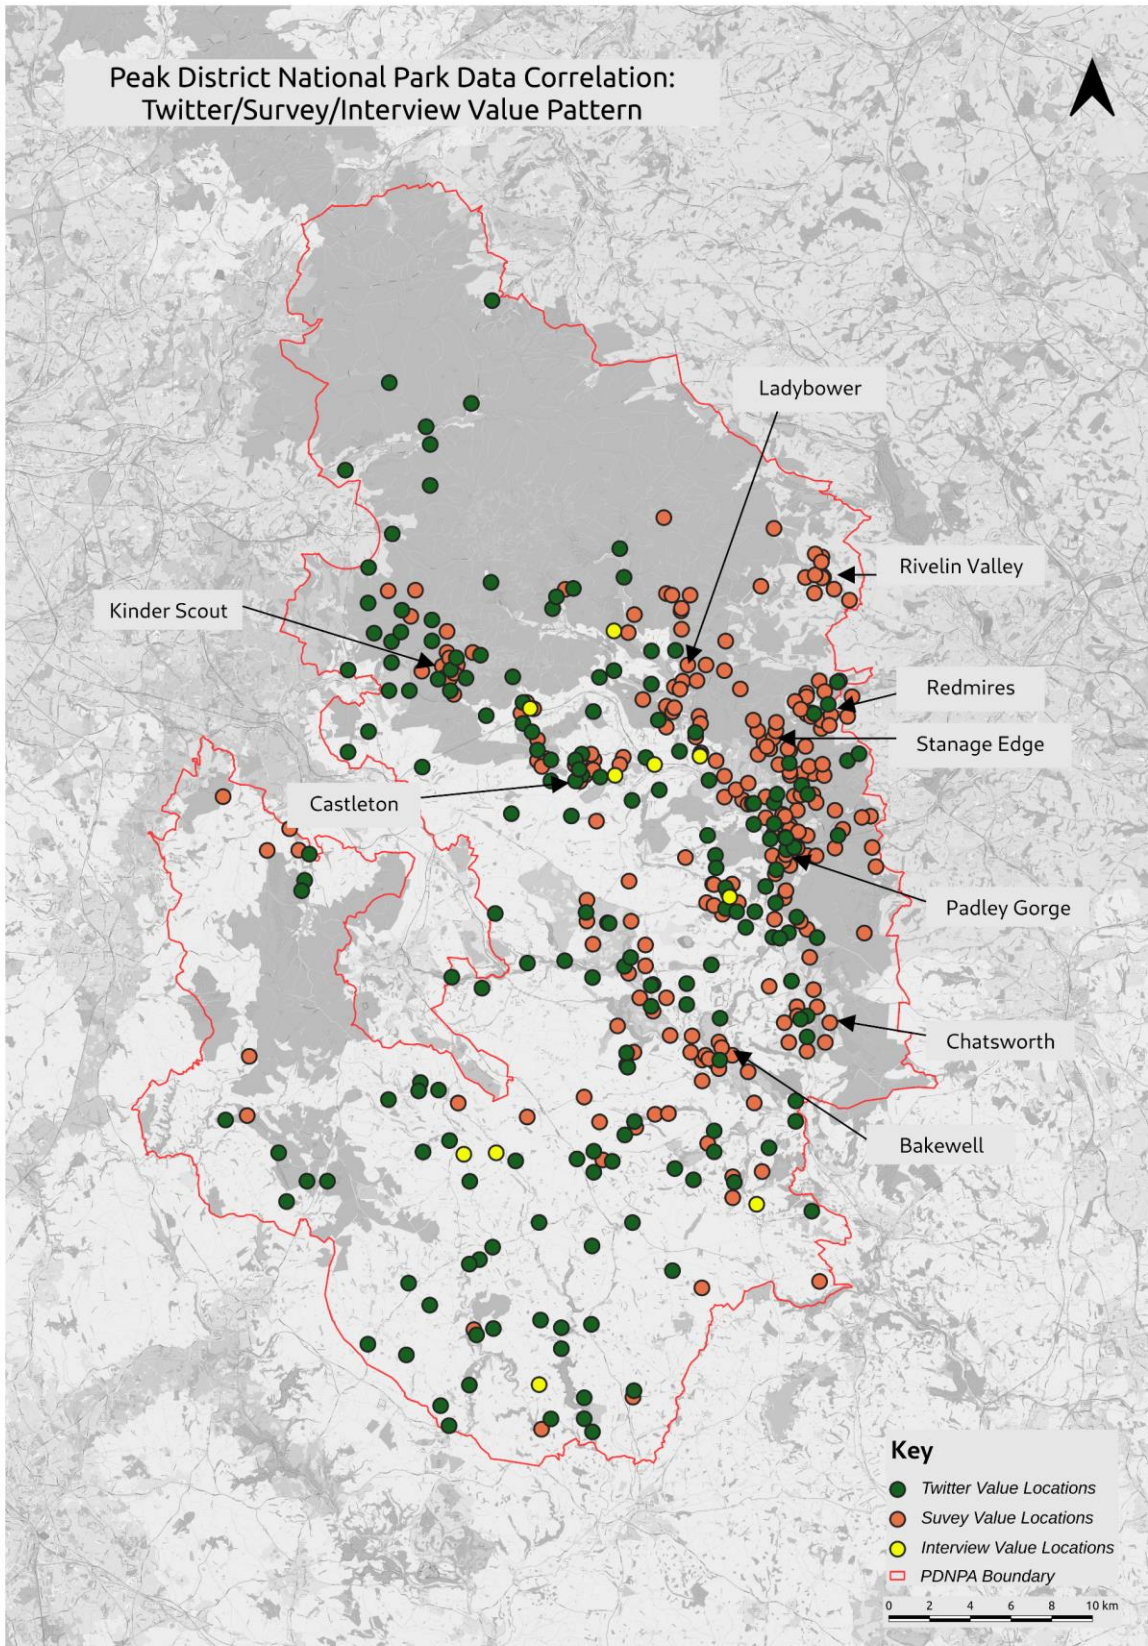 Peak District National Park Data Correlation:
Twitter/Survey/Interview Value Pattern
Ladybower
Rivelin Valley
Kinder Scout
Redmires
Stanage Edge
Castleton
Padley Gorge
Chatsworth
Bakewell
Key
Twitter Value Locations
Suvey Value Locations
Interview Value Locations
PDNPA Boundary
0 2 4 6 8 10 km